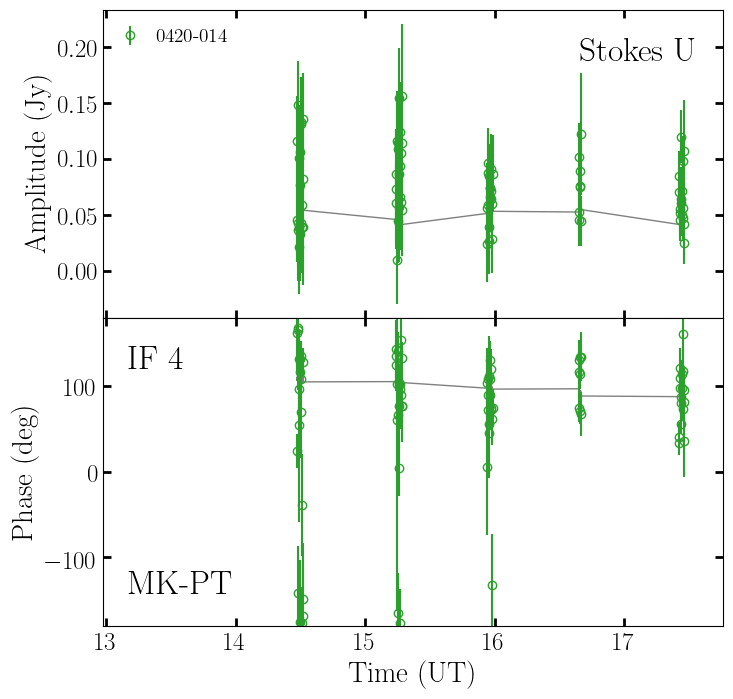 0420-014
Stokes U
0.20
0.15
0.10
0.05
0.00
Amplitude (Jy)
IF 4
100
0
−100
Phase (deg)
MK-PT
13 14 15 16 17
Time (UT)